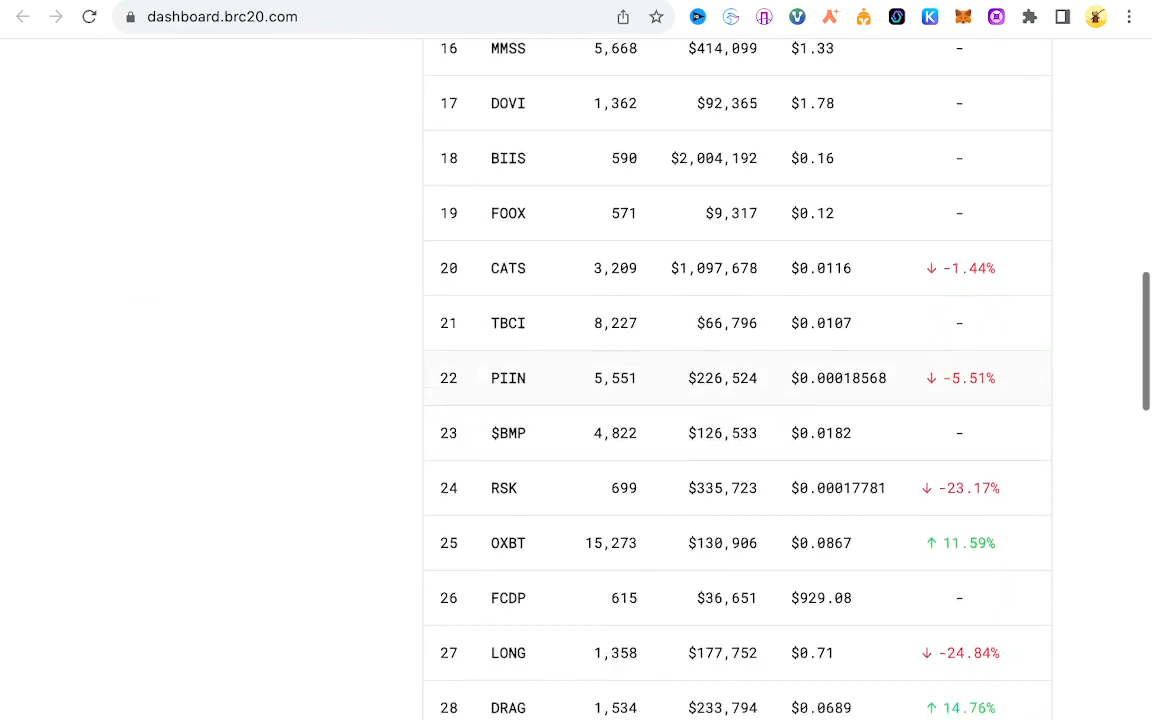 dashboard.brc20.com
16 MMSS 5,668 $414,099 $1.33 -
17 DOVI 1,362 $92,365 $1.78 -
18 BIIS 590 $2,004,192 $0.16 -
19 FOOX 571 $9,317 $0.12 -
20 CATS 3,209 $1,097,678 $0.0116 ↓ -1.44%
21 TBCI 8,227 $66,796 $0.0107 -
22 PIIN 5,551 $226,524 $0.00018568 ↓ -5.51%
23 $BMP 4,822 $126,533 $0.0182 -
24 RSK 699 $335,723 $0.00017781 ↓ -23.17%
25 OXBT 15,273 $130,906 $0.0867 ↑ 11.59%
26 FCDP 615 $36,651 $929.08 -
27 LONG 1,358 $177,752 $0.71 ↓ -24.84%
28 DRAG 1,534 $233,794 $0.0689 ↑ 14.76%